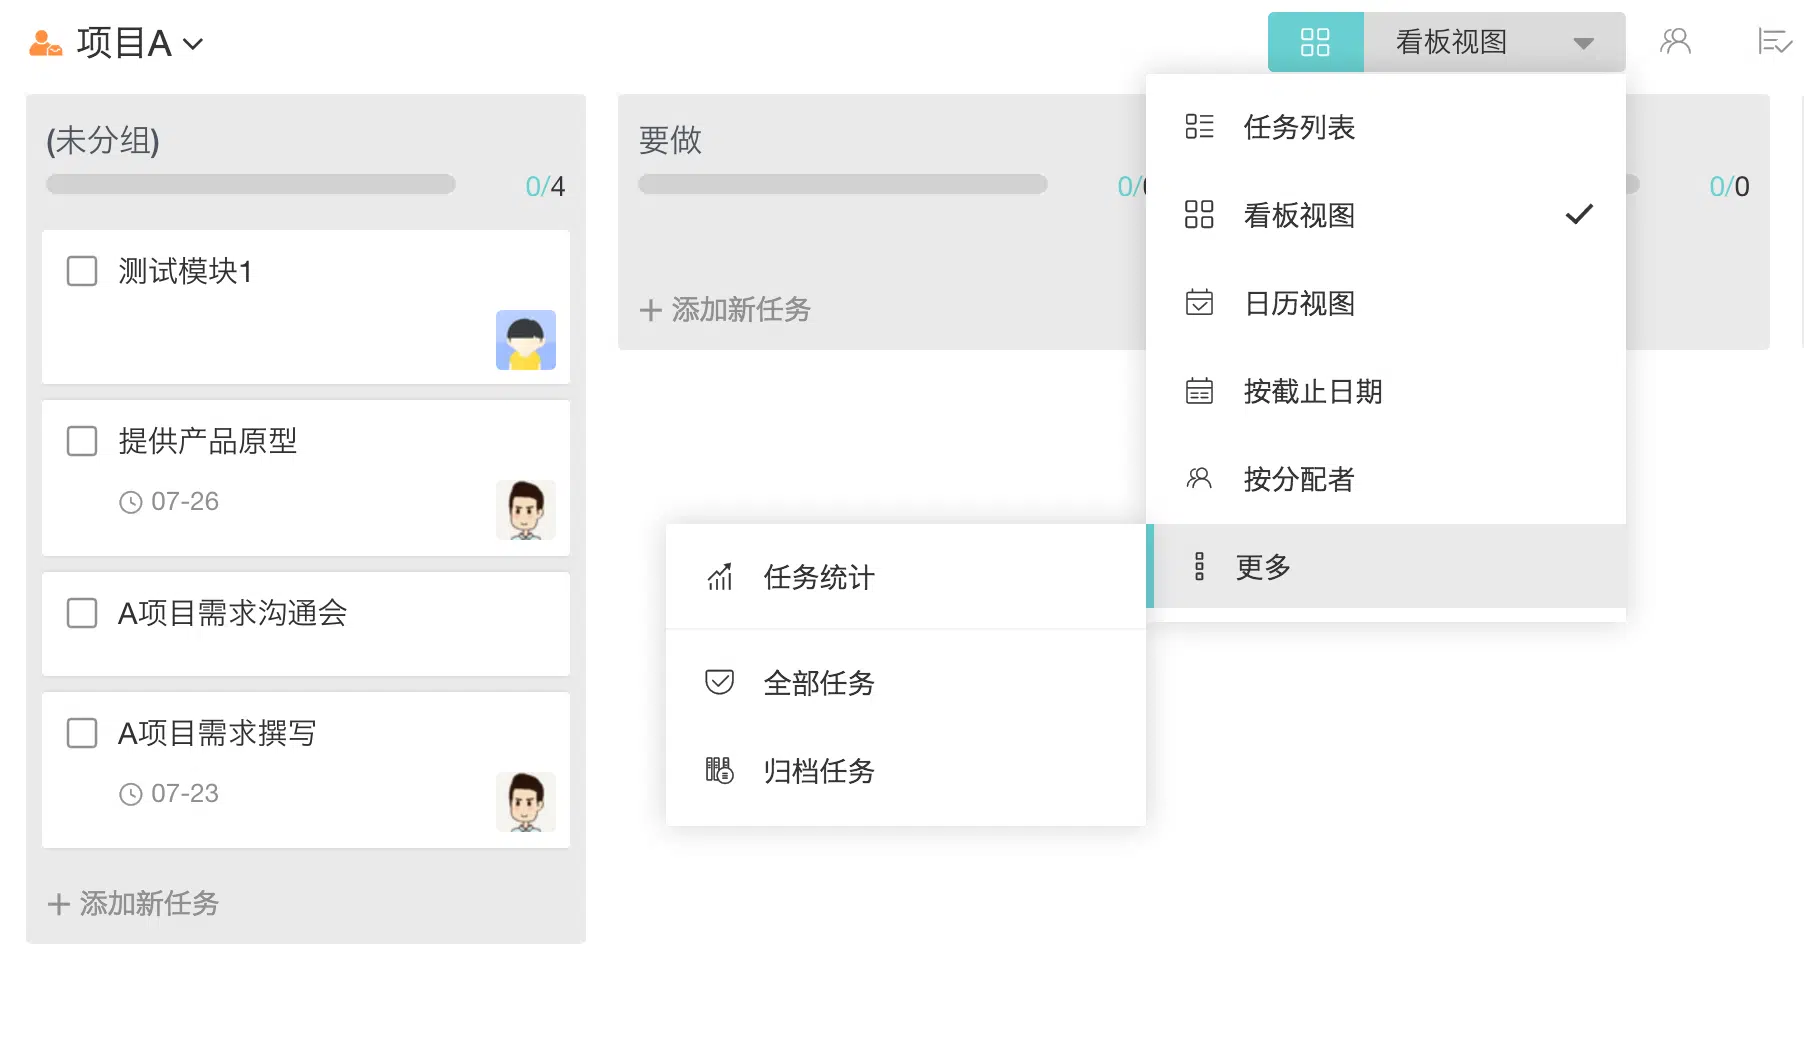 项目A
看板视图
(未分组)
0/4
测试模块1
提供产品原型
07-26
A项目需求沟通会
A项目需求撰写
07-23
+ 添加新任务
要做
0/
+ 添加新任务
0/0
任务列表
看板视图
日历视图
按截止日期
按分配者
更多
任务统计
全部任务
归档任务